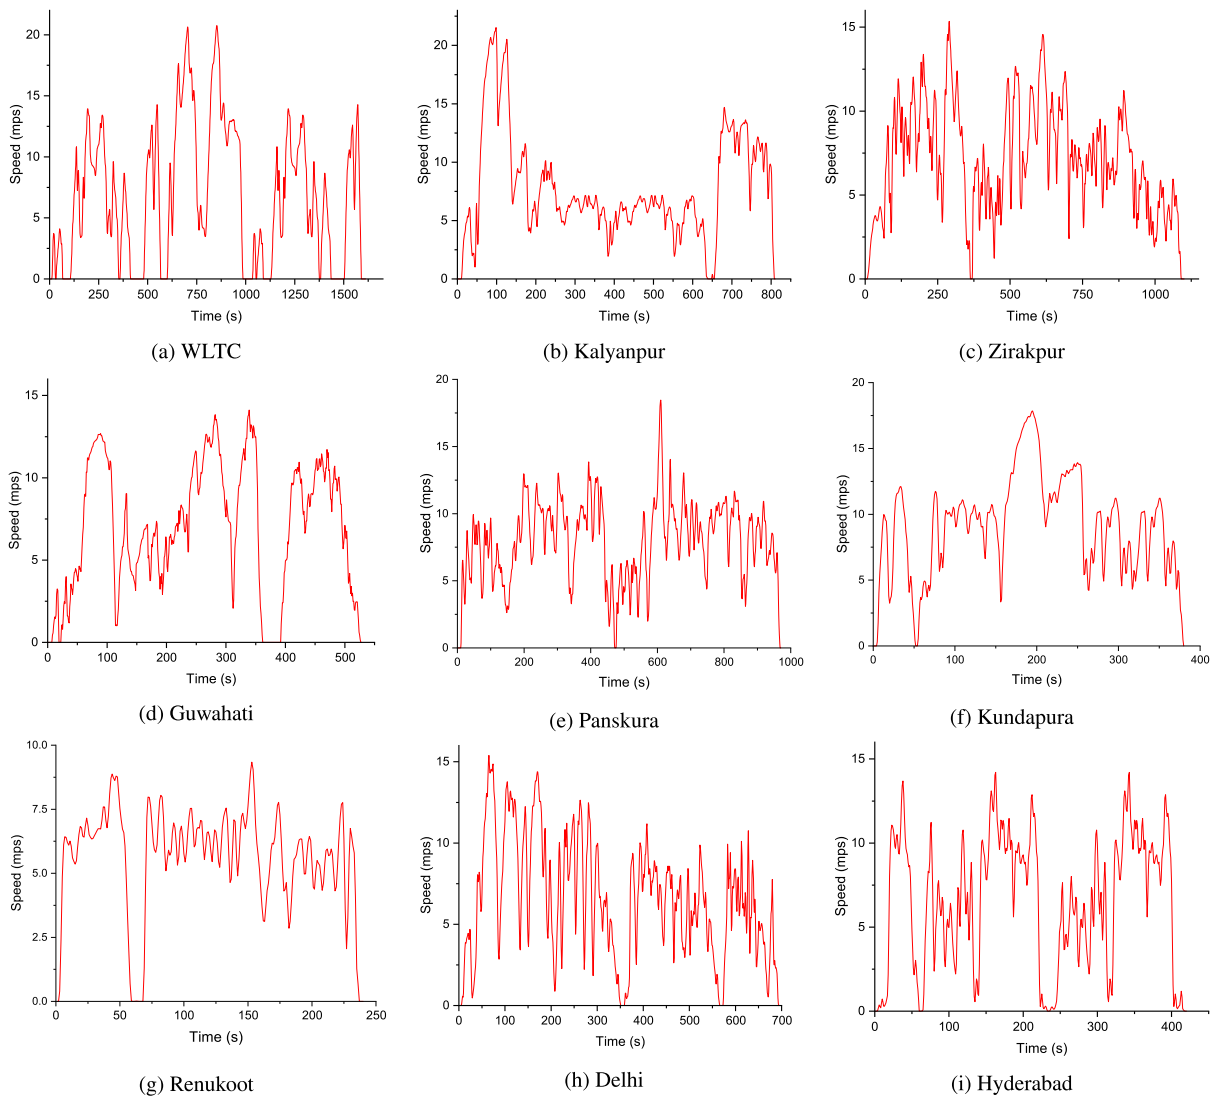 20
15
10
5
0
Speed (mps)
0 250 500 750 1000 1250 1500
Time (s)
(a) WLTC
20
15
10
5
0
Speed (mps)
0 100 200 300 400 500 600 700 800
Time (s)
(b) Kalyanpur
15
10
5
0
Speed (mps)
0 250 500 750 1000
Time (s)
(c) Zirakpur
15
10
5
0
Speed (mps)
0 100 200 300 400 500
Time (s)
(d) Guwahati
20
15
10
5
0
Speed (mps)
0 200 400 600 800 1000
Time (s)
(e) Panskura
20
15
10
5
0
Speed (mps)
0 100 200 300 400
Time (s)
(f) Kundapura
10.0
7.5
5.0
2.5
0.0
Speed (mps)
0 50 100 150 200 250
Time (s)
(g) Renukoot
15
10
5
0
Speed (mps)
0 100 200 300 400 500 600 700
Time (s)
(h) Delhi
15
10
5
0
Speed (mps)
0 100 200 300 400
Time (s)
(i) Hyderabad